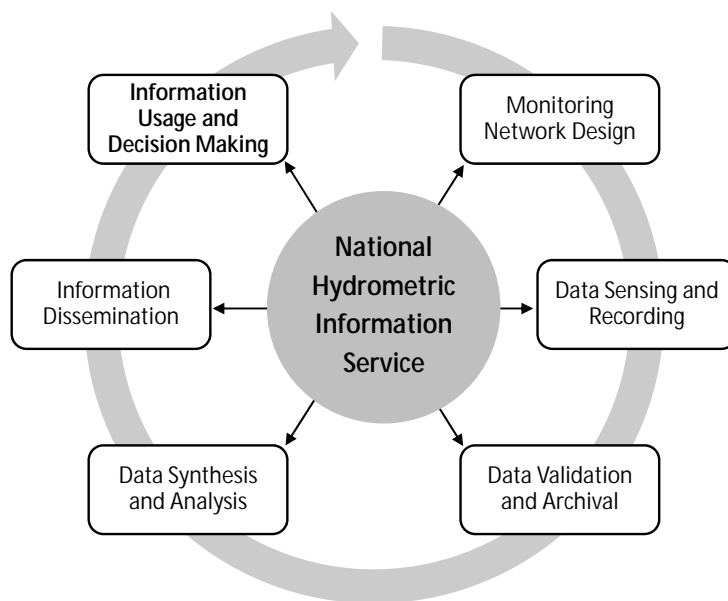 Information
Usage and
Decision Making
Monitoring
Network Design
National
Hydrometric
Information
Service
Information
Dissemination
Data Sensing and
Recording
Data Synthesis
and Analysis
Data Validation
and Archival